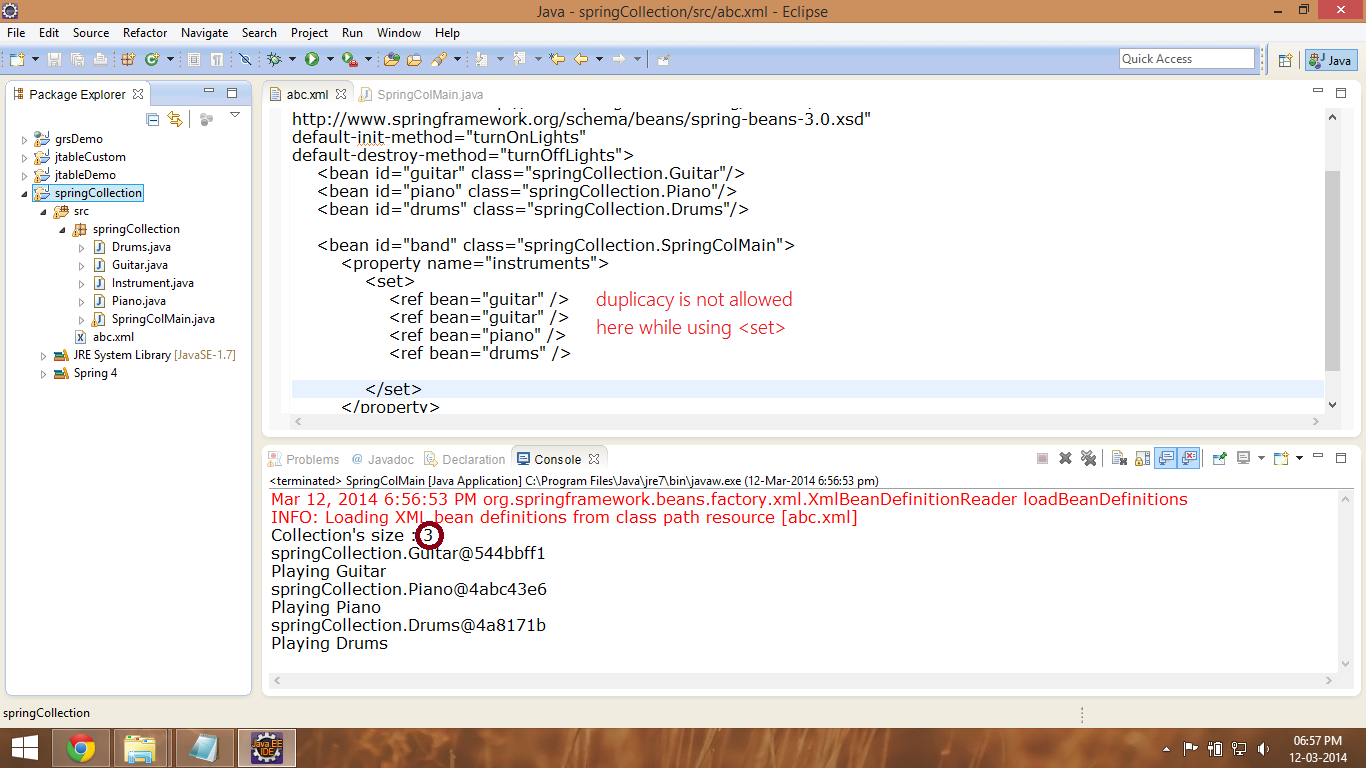 Java - springCollection/src/abc.xml - Eclipse
File Edit Source Refactor Navigate Search Project Run Window Help
Quick Access
Java
Package Explorer
grsDemo
jtableCustom
jtableDemo
springCollection
src
springCollection
Drums.java
Guitar.java
Instrument.java
Piano.java
SpringColMain.java
abc.xml
JRE System Library [JavaSE-1.7]
Spring 4
abc.xml SpringColMain.java
http://www.springframework.org/schema/beans/spring-beans-3.0.xsd"
default-init-method="turnOnLights"
default-destroy-method="turnOffLights">
<bean id="guitar" class="springCollection.Guitar"/>
<bean id="piano" class="springCollection.Piano"/>
<bean id="drums" class="springCollection.Drums"/>
<bean id="band" class="springCollection.SpringColMain">
<property name="instruments">
<set>
<ref bean="guitar" />
<ref bean="guitar" />
<ref bean="piano" />
<ref bean="drums" />
</set>
</property>
duplicacy is not allowed
here while using <set>
Problems @ Javadoc Declaration Console
<terminated> SpringColMain [Java Application] C:\Program Files\Java\jre7\bin\javaw.exe (12-Mar-2014 6:56:53 pm)
Mar 12, 2014 6:56:53 PM org.springframework.beans.factory.xml.XmlBeanDefinitionReader loadBeanDefinitions
INFO: Loading XML bean definitions from class path resource [abc.xml]
Collection's size : 3
springCollection.Guitar@544bbff1
Playing Guitar
springCollection.Piano@4abc43e6
Playing Piano
springCollection.Drums@4a8171b
Playing Drums
springCollection
Java EE
IDE
06:57 PM
12-03-2014